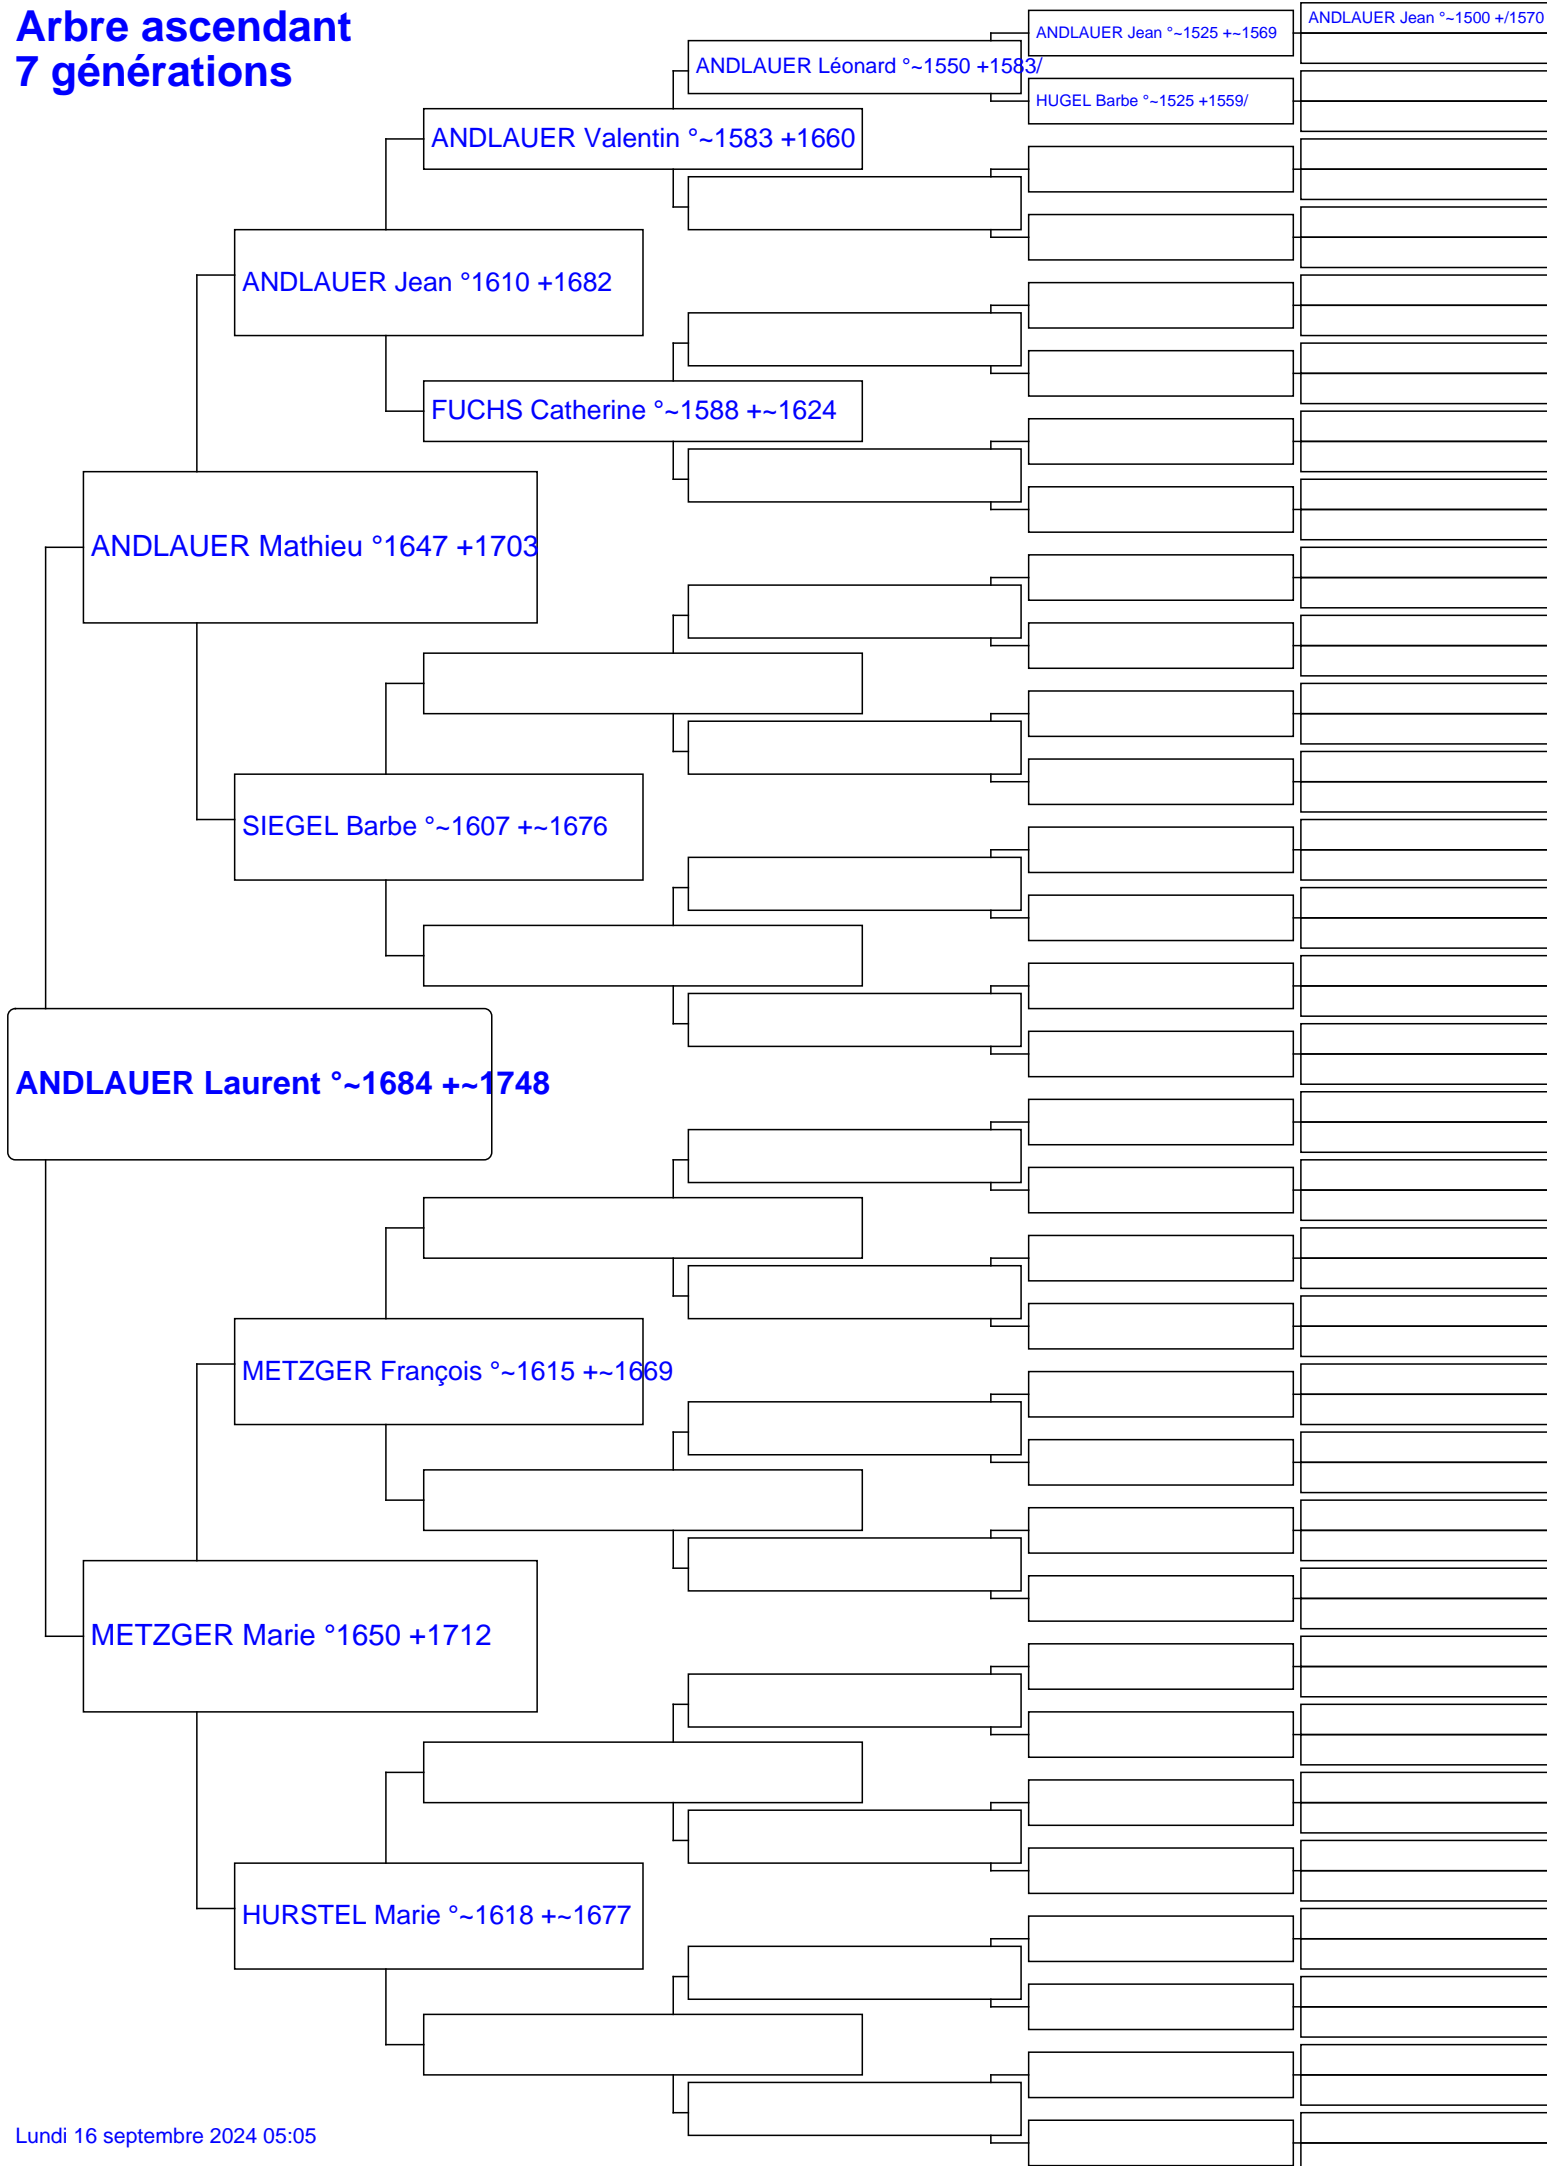 Arbre ascendant
7 générations
ANDLAUER Jean °~1500 +/1570
ANDLAUER Jean °~1525 +~1569
ANDLAUER Léonard °~1550 +1583/
HUGEL Barbe °~1525 +1559/
ANDLAUER Valentin °~1583 +1660
ANDLAUER Jean °1610 +1682
FUCHS Catherine °~1588 +~1624
ANDLAUER Mathieu °1647 +1703
SIEGEL Barbe °~1607 +~1676
ANDLAUER Laurent °~1684 +~1748
METZGER François °~1615 +~1669
METZGER Marie °1650 +1712
HURSTEL Marie °~1618 +~1677
Lundi 16 septembre 2024 05:05